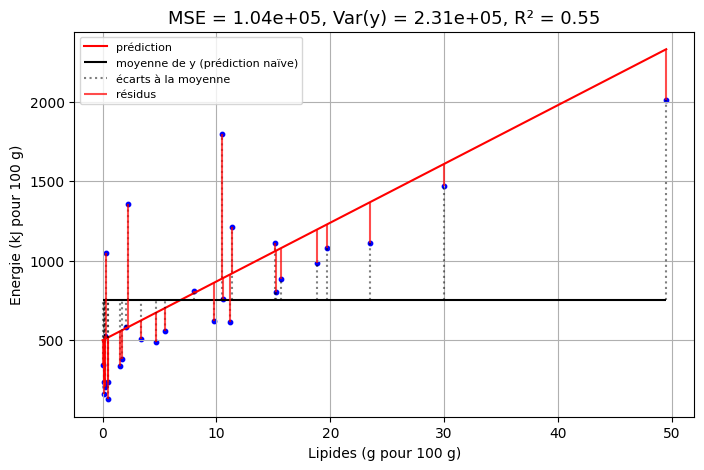 MSE = 1.04e+05, Var(y) = 2.31e+05, R² = 0.55
prédiction
moyenne de y (prédiction naïve)
écarts à la moyenne
résidus
Energie (kJ pour 100 g)
2000
1500
1000
500
0
10
20
30
40
50
Lipides (g pour 100 g)